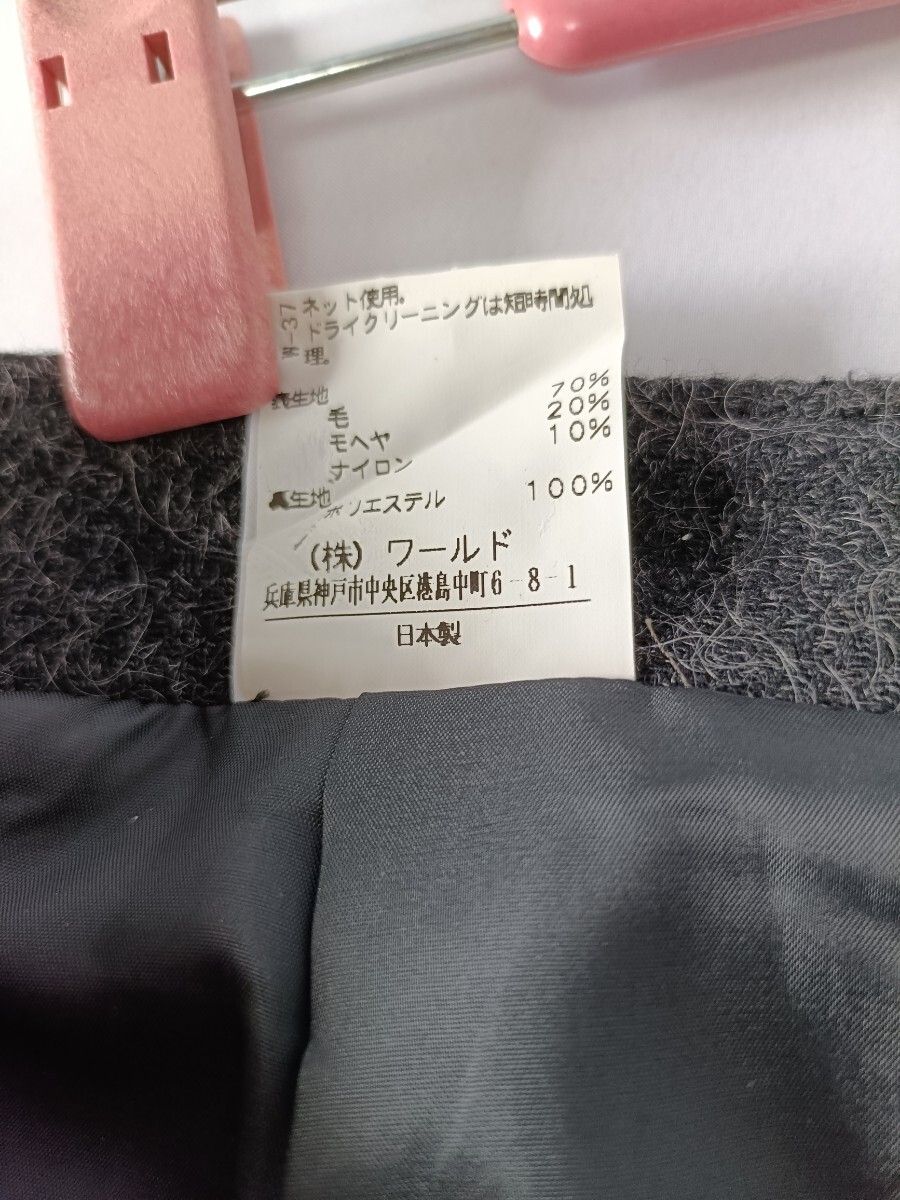 W-37
ネット使用。
ドライクリーニングは短時間処
理。
表生地 70%
毛 20%
モヘヤ 10%
ナイロン
裏生地
ポリエステル 100%
(株) ワールド
兵庫県神戸市中央区港島中町6-8-1
日本製